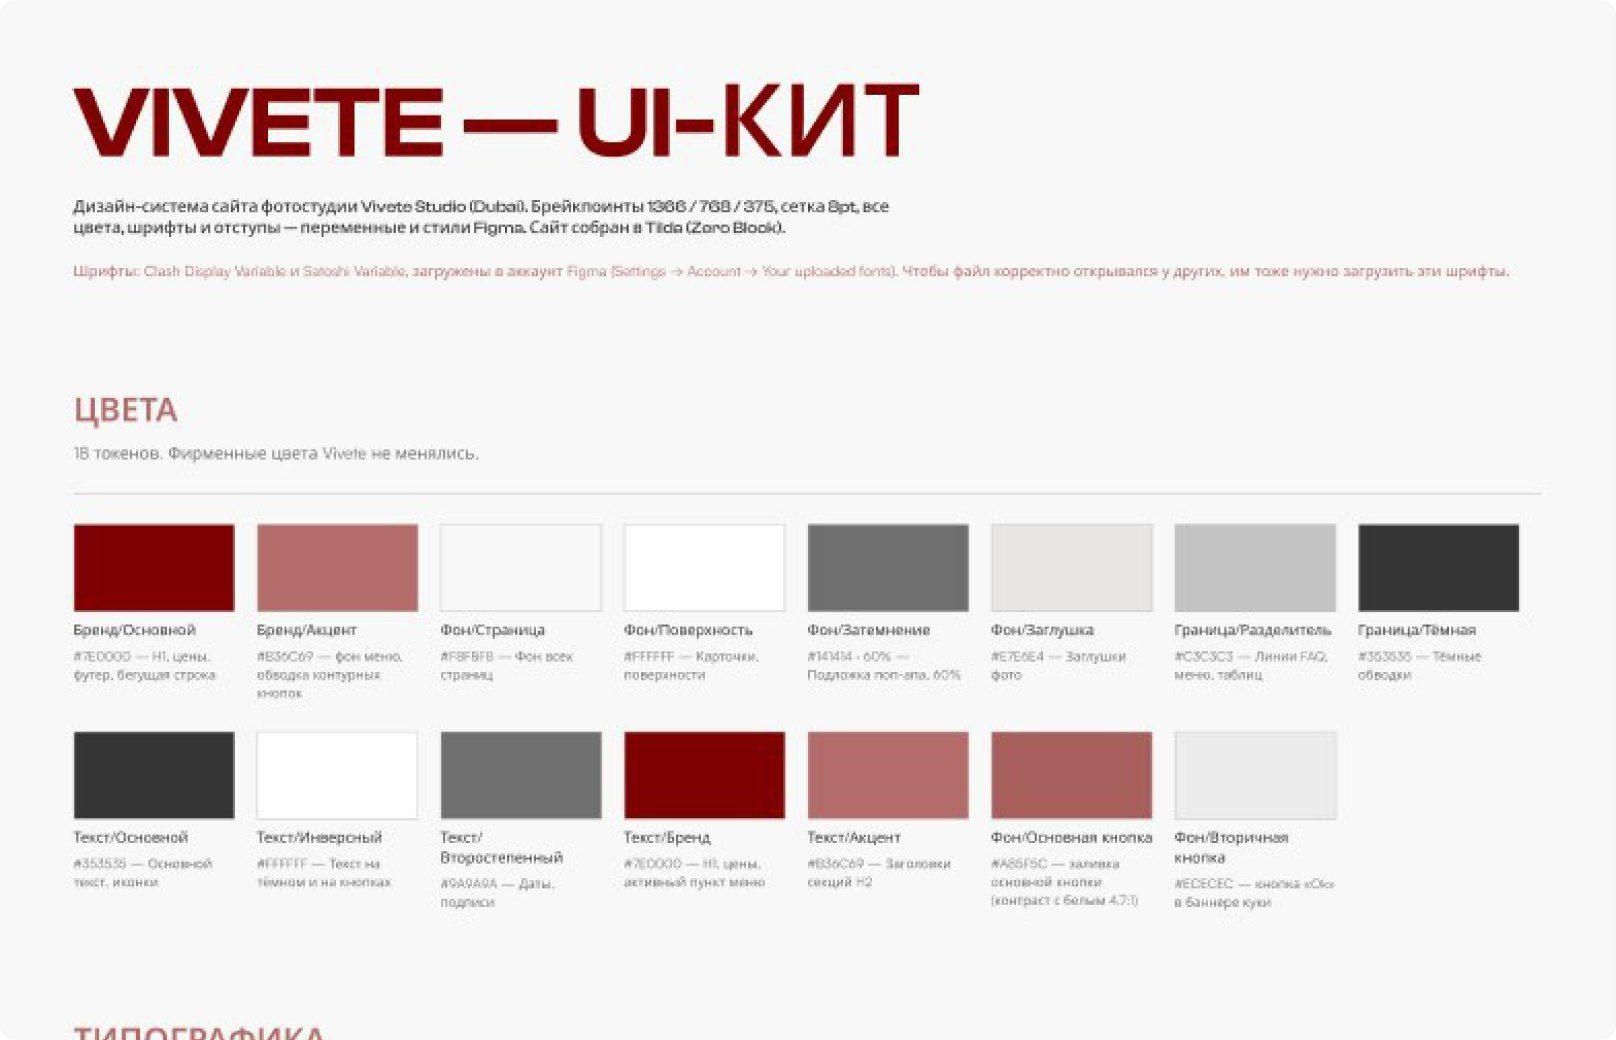 VIVETE — UI-КИТ
Дизайн-система сайта фотостудии Vivete Studio (Dubai). Брейкпоинты 1366 / 768 / 375, сетка 8pt, все
цвета, шрифты и отступы — переменные и стили Figma. Сайт собран в Tilda (Zero Block).
Шрифты: Clash Display Variable и Satoshi Variable, загружены в аккаунт Figma (Settings → Account → Your uploaded fonts). Чтобы файл корректно открывался у других, им тоже нужно загрузить эти шрифты.
ЦВЕТА
18 токенов. Фирменные цвета Vivete не менялись.
Бренд/Основной
#7E0000 — H1, цены,
футер, бегущая строка
Бренд/Акцент
#B36C69 — фон меню,
обводка контурных
кнопок
Фон/Страница
#F8F8F8 — Фон всех
страниц
Фон/Поверхность
#FFFFFF — Карточки,
поверхности
Фон/Затемнение
#141414 · 60% —
Подложка поп-апа, 60%
Фон/Заглушка
#E7E6E4 — Заглушки
фото
Граница/Разделитель
#C3C3C3 — Линии FAQ,
меню, таблиц
Граница/Тёмная
#353535 — Тёмные
обводки
Текст/Основной
#353535 — Основной
текст, иконки
Текст/Инверсный
#FFFFFF — Текст на
тёмном и на кнопках
Текст/
Второстепенный
#9A9A9A — Даты,
подписи
Текст/Бренд
#7E0000 — H1, цены,
активный пункт меню
Текст/Акцент
#B36C69 — Заголовки
секций H2
Фон/Основная кнопка
#A85F5C — заливка
основной кнопки
(контраст с белым 4.7:1)
Фон/Вторичная
кнопка
#ECECEC — кнопка «Ок»
в баннере куки
ТИПОГРАФИКА